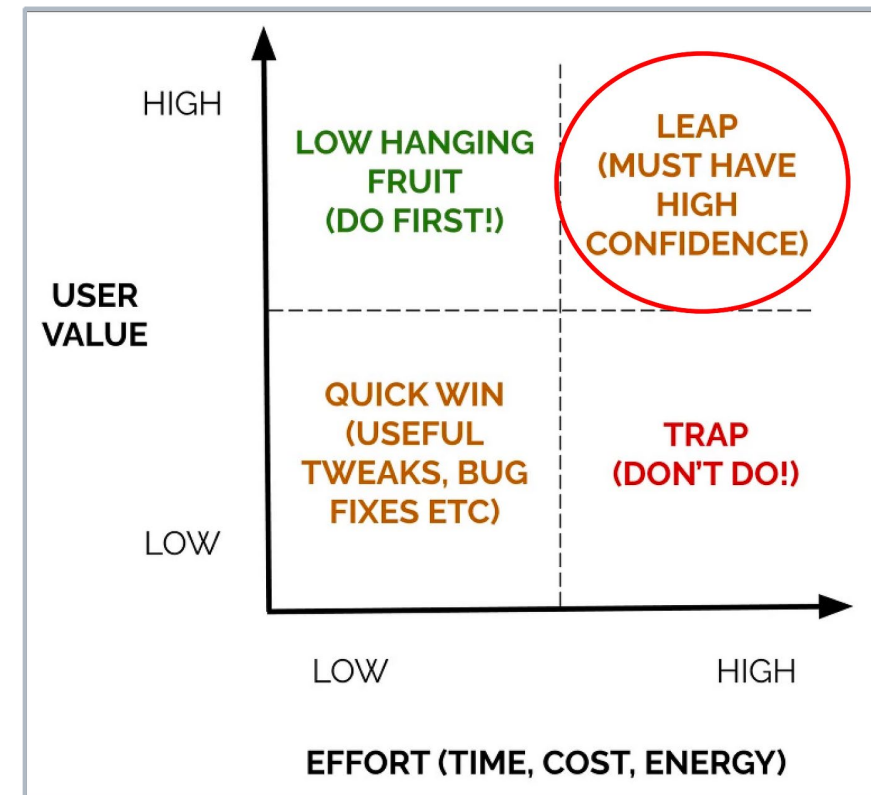 HIGH
LOW HANGING
FRUIT
(DO FIRST!)
LEAP
(MUST HAVE
HIGH
CONFIDENCE)
USER
VALUE
QUICK WIN
(USEFUL
TWEAKS, BUG
FIXES ETC)
TRAP
(DON'T DO!)
LOW
LOW
HIGH
EFFORT (TIME, COST, ENERGY)